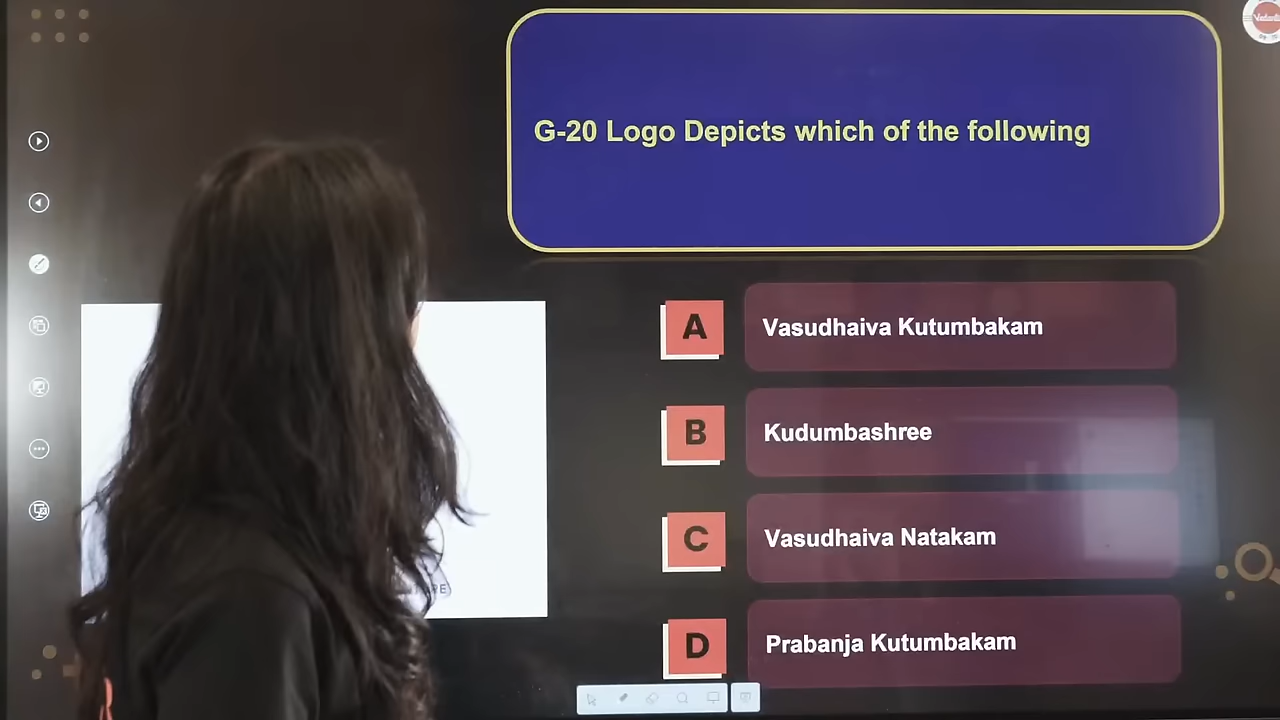 G-20 Logo Depicts which of the following
A
Vasudhaiva Kutumbakam
B
Kudumbashree
C
Vasudhaiva Natakam
D
Prabanja Kutumbakam